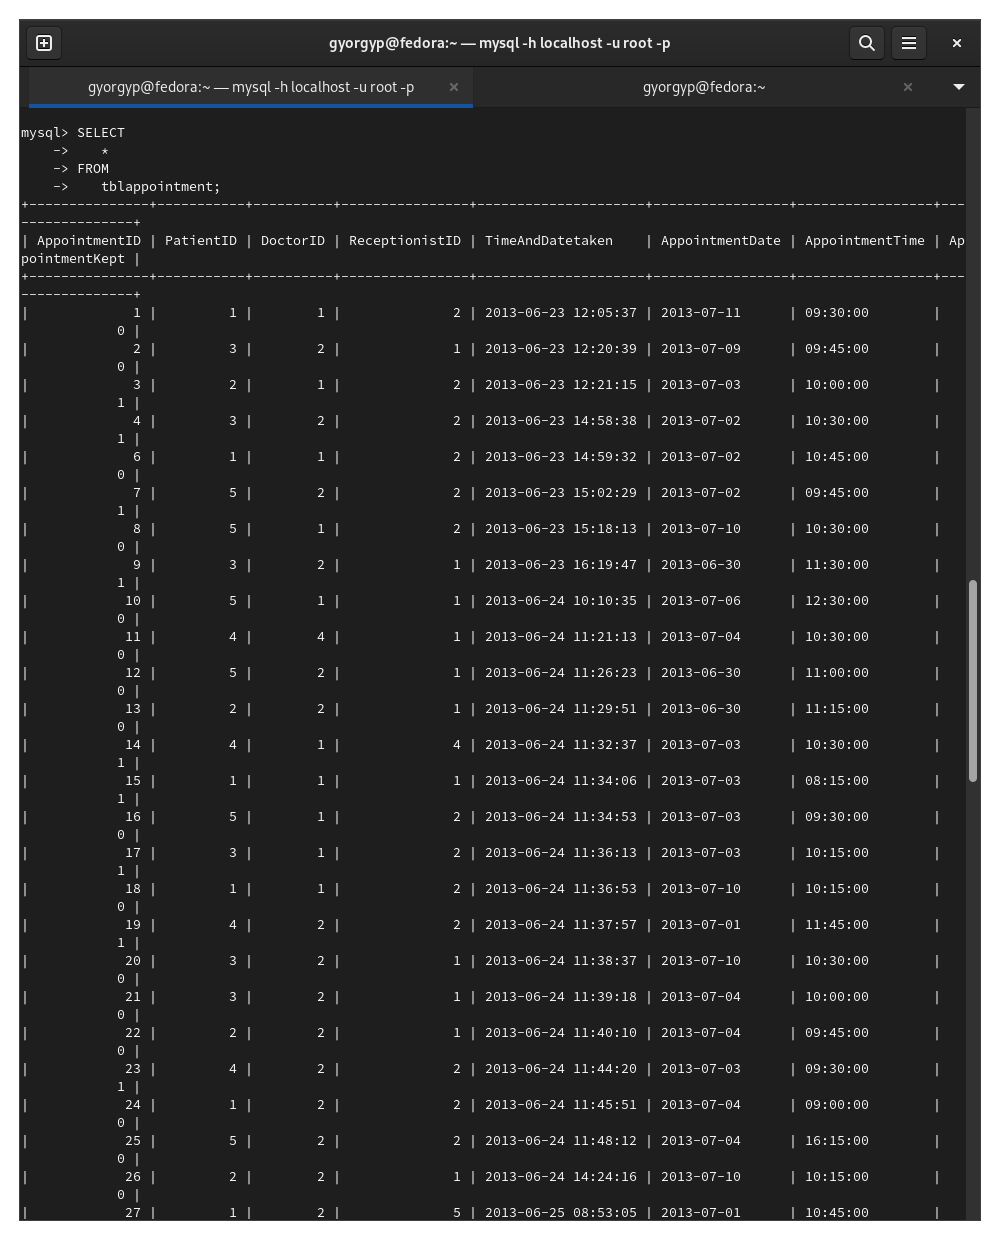 gyorgyp@fedora:~ — mysql -h localhost -u root -p
gyorgyp@fedora:~ — mysql -h localhost -u root -p × gyorgyp@fedora:~ ×
mysql> SELECT
    ->    *
    -> FROM
    ->    tblappointment;
+---------------+-----------+----------+----------------+---------------------+-----------------+-----------------+---
--------------+
| AppointmentID | PatientID | DoctorID | ReceptionistID | TimeAndDatetaken    | AppointmentDate | AppointmentTime | Ap
pointmentKept |
+---------------+-----------+----------+----------------+---------------------+-----------------+-----------------+---
--------------+
|             1 |         1 |        1 |              2 | 2013-06-23 12:05:37 | 2013-07-11      | 09:30:00        |
            0 |
|             2 |         3 |        2 |              1 | 2013-06-23 12:20:39 | 2013-07-09      | 09:45:00        |
            0 |
|             3 |         2 |        1 |              2 | 2013-06-23 12:21:15 | 2013-07-03      | 10:00:00        |
            1 |
|             4 |         3 |        2 |              2 | 2013-06-23 14:58:38 | 2013-07-02      | 10:30:00        |
            1 |
|             6 |         1 |        1 |              2 | 2013-06-23 14:59:32 | 2013-07-02      | 10:45:00        |
            0 |
|             7 |         5 |        2 |              2 | 2013-06-23 15:02:29 | 2013-07-02      | 09:45:00        |
            1 |
|             8 |         5 |        1 |              2 | 2013-06-23 15:18:13 | 2013-07-10      | 10:30:00        |
            0 |
|             9 |         3 |        2 |              1 | 2013-06-23 16:19:47 | 2013-06-30      | 11:30:00        |
            1 |
|            10 |         5 |        1 |              1 | 2013-06-24 10:10:35 | 2013-07-06      | 12:30:00        |
            0 |
|            11 |         4 |        4 |              1 | 2013-06-24 11:21:13 | 2013-07-04      | 10:30:00        |
            0 |
|            12 |         5 |        2 |              1 | 2013-06-24 11:26:23 | 2013-06-30      | 11:00:00        |
            0 |
|            13 |         2 |        2 |              1 | 2013-06-24 11:29:51 | 2013-06-30      | 11:15:00        |
            0 |
|            14 |         4 |        1 |              4 | 2013-06-24 11:32:37 | 2013-07-03      | 10:30:00        |
            1 |
|            15 |         1 |        1 |              1 | 2013-06-24 11:34:06 | 2013-07-03      | 08:15:00        |
            1 |
|            16 |         5 |        1 |              2 | 2013-06-24 11:34:53 | 2013-07-03      | 09:30:00        |
            0 |
|            17 |         3 |        1 |              2 | 2013-06-24 11:36:13 | 2013-07-03      | 10:15:00        |
            1 |
|            18 |         1 |        1 |              2 | 2013-06-24 11:36:53 | 2013-07-10      | 10:15:00        |
            0 |
|            19 |         4 |        2 |              2 | 2013-06-24 11:37:57 | 2013-07-01      | 11:45:00        |
            1 |
|            20 |         3 |        2 |              1 | 2013-06-24 11:38:37 | 2013-07-10      | 10:30:00        |
            0 |
|            21 |         3 |        2 |              1 | 2013-06-24 11:39:18 | 2013-07-04      | 10:00:00        |
            0 |
|            22 |         2 |        2 |              1 | 2013-06-24 11:40:10 | 2013-07-04      | 09:45:00        |
            0 |
|            23 |         4 |        2 |              2 | 2013-06-24 11:44:20 | 2013-07-03      | 09:30:00        |
            1 |
|            24 |         1 |        2 |              2 | 2013-06-24 11:45:51 | 2013-07-04      | 09:00:00        |
            0 |
|            25 |         5 |        2 |              2 | 2013-06-24 11:48:12 | 2013-07-04      | 16:15:00        |
            0 |
|            26 |         2 |        2 |              1 | 2013-06-24 14:24:16 | 2013-07-10      | 10:15:00        |
            0 |
|            27 |         1 |        2 |              5 | 2013-06-25 08:53:05 | 2013-07-01      | 10:45:00        |